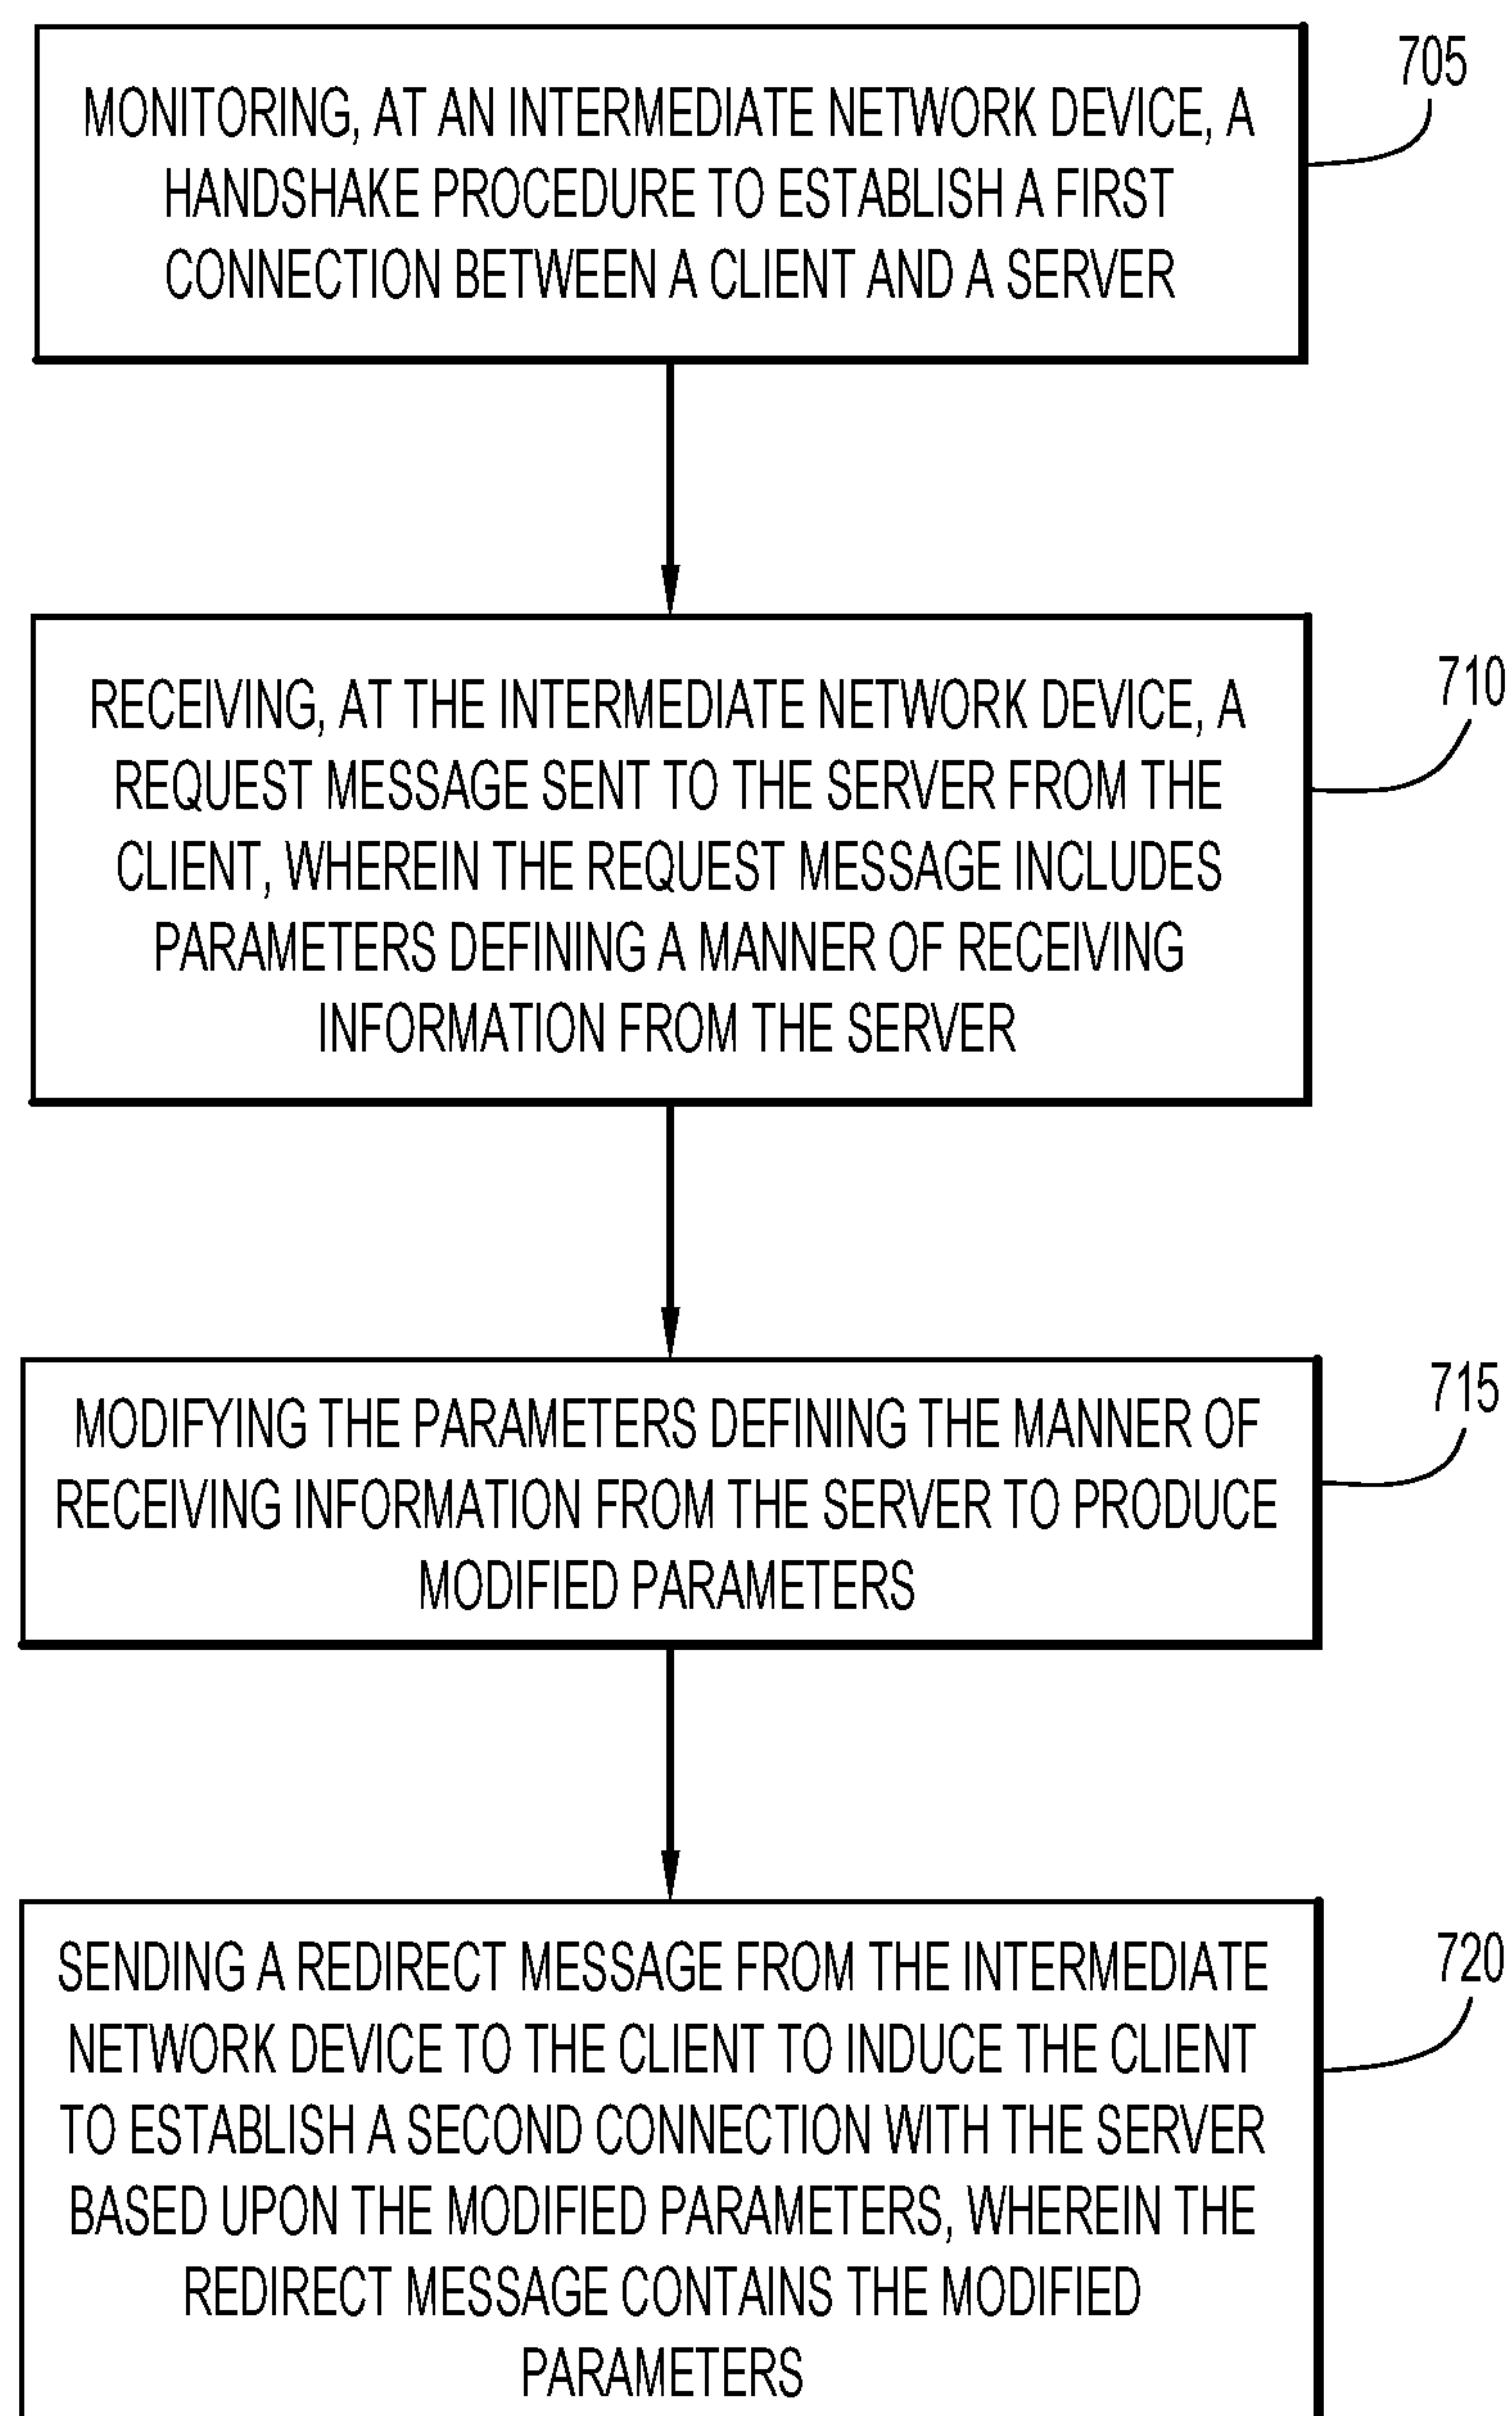 705
MONITORING, AT AN INTERMEDIATE NETWORK DEVICE, A
HANDSHAKE PROCEDURE TO ESTABLISH A FIRST
CONNECTION BETWEEN A CLIENT AND A SERVER
710
RECEIVING, AT THE INTERMEDIATE NETWORK DEVICE, A
REQUEST MESSAGE SENT TO THE SERVER FROM THE
CLIENT, WHEREIN THE REQUEST MESSAGE INCLUDES
PARAMETERS DEFINING A MANNER OF RECEIVING
INFORMATION FROM THE SERVER
715
MODIFYING THE PARAMETERS DEFINING THE MANNER OF
RECEIVING INFORMATION FROM THE SERVER TO PRODUCE
MODIFIED PARAMETERS
720
SENDING A REDIRECT MESSAGE FROM THE INTERMEDIATE
NETWORK DEVICE TO THE CLIENT TO INDUCE THE CLIENT
TO ESTABLISH A SECOND CONNECTION WITH THE SERVER
BASED UPON THE MODIFIED PARAMETERS, WHEREIN THE
REDIRECT MESSAGE CONTAINS THE MODIFIED
PARAMETERS